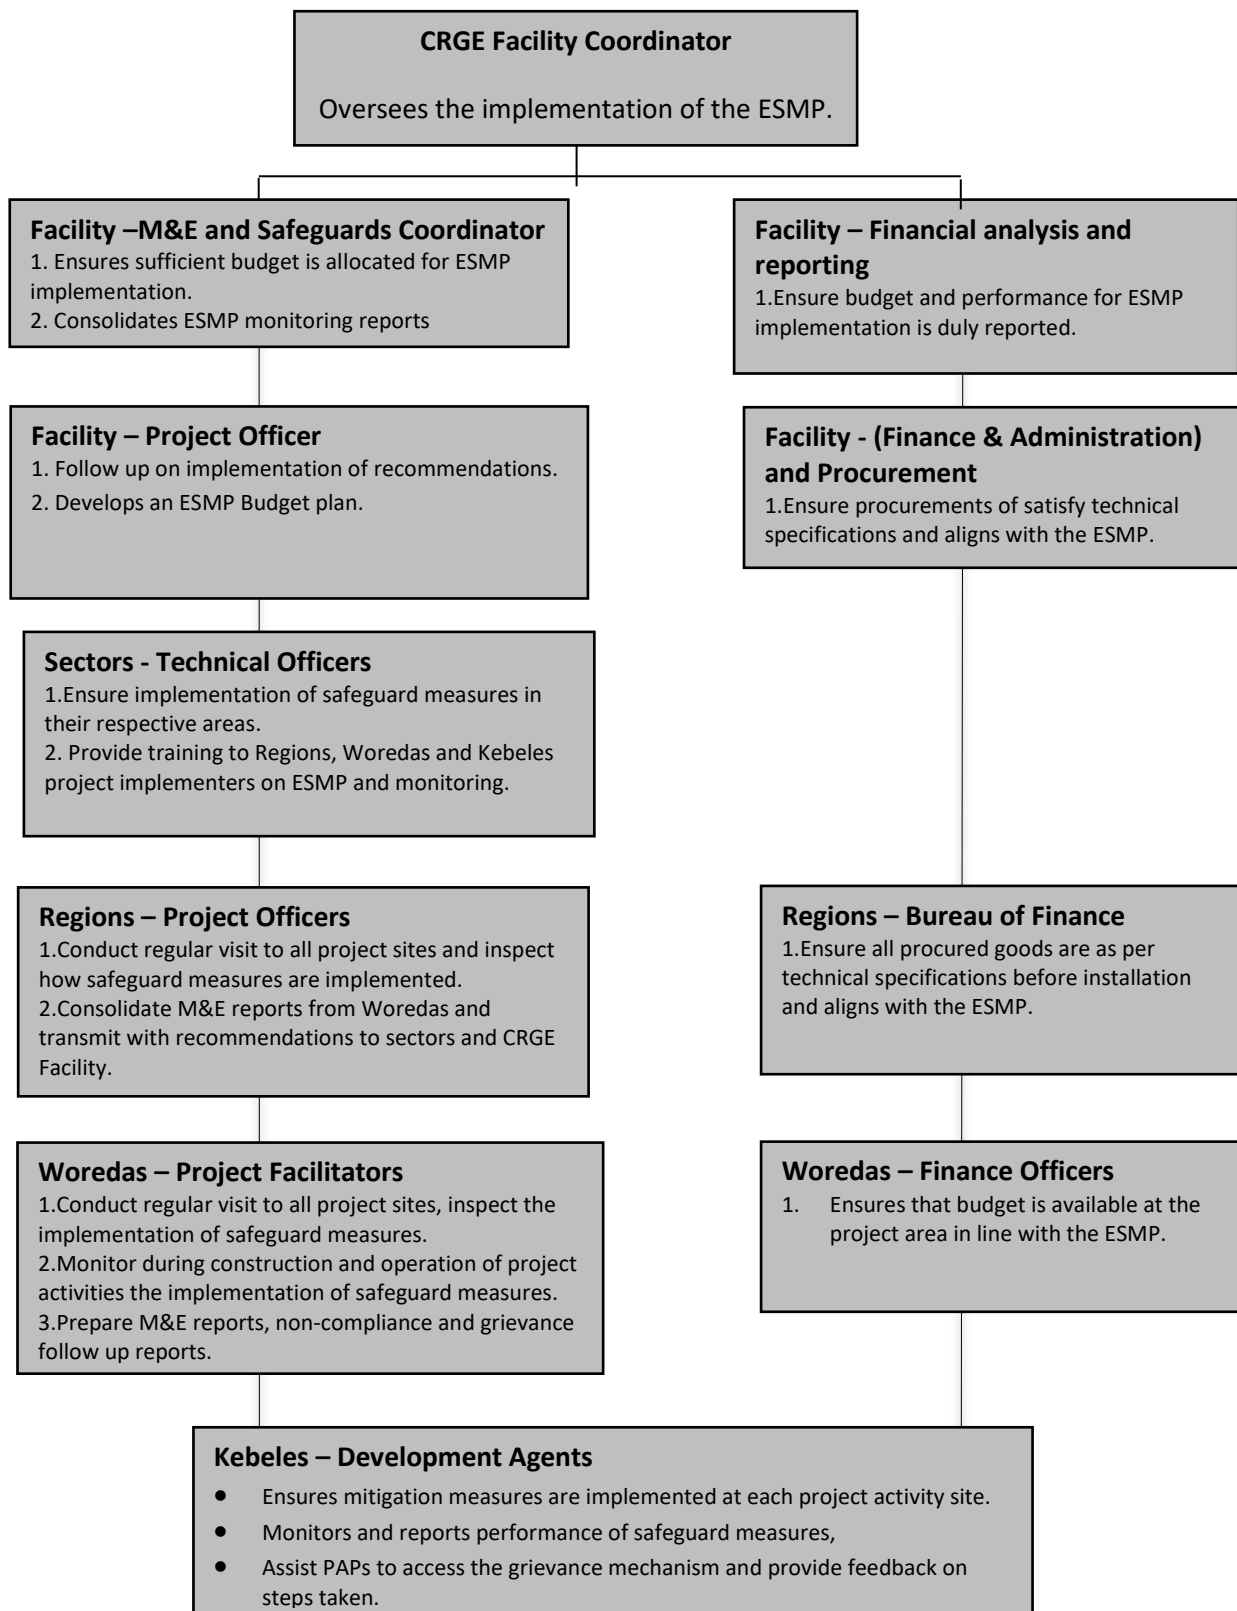 CRGE Facility Coordinator
Oversees the implementation of the ESMP.
Facility –M&E and Safeguards Coordinator
1. Ensures sufficient budget is allocated for ESMP
implementation.
2. Consolidates ESMP monitoring reports
Facility – Financial analysis and
reporting
1.Ensure budget and performance for ESMP
implementation is duly reported.
Facility – Project Officer
1. Follow up on implementation of recommendations.
2. Develops an ESMP Budget plan.
Facility - (Finance & Administration)
and Procurement
1.Ensure procurements of satisfy technical
specifications and aligns with the ESMP.
Sectors - Technical Officers
1.Ensure implementation of safeguard measures in
their respective areas.
2. Provide training to Regions, Woredas and Kebeles
project implementers on ESMP and monitoring.
Regions – Project Officers
1.Conduct regular visit to all project sites and inspect
how safeguard measures are implemented.
2.Consolidate M&E reports from Woredas and
transmit with recommendations to sectors and CRGE
Facility.
Regions – Bureau of Finance
1.Ensure all procured goods are as per
technical specifications before installation
and aligns with the ESMP.
Woredas – Project Facilitators
1.Conduct regular visit to all project sites, inspect the
implementation of safeguard measures.
2.Monitor during construction and operation of project
activities the implementation of safeguard measures.
3.Prepare M&E reports, non-compliance and grievance
follow up reports.
Woredas – Finance Officers
1. Ensures that budget is available at the
project area in line with the ESMP.
Kebeles – Development Agents
● Ensures mitigation measures are implemented at each project activity site.
● Monitors and reports performance of safeguard measures,
● Assist PAPs to access the grievance mechanism and provide feedback on
steps taken.